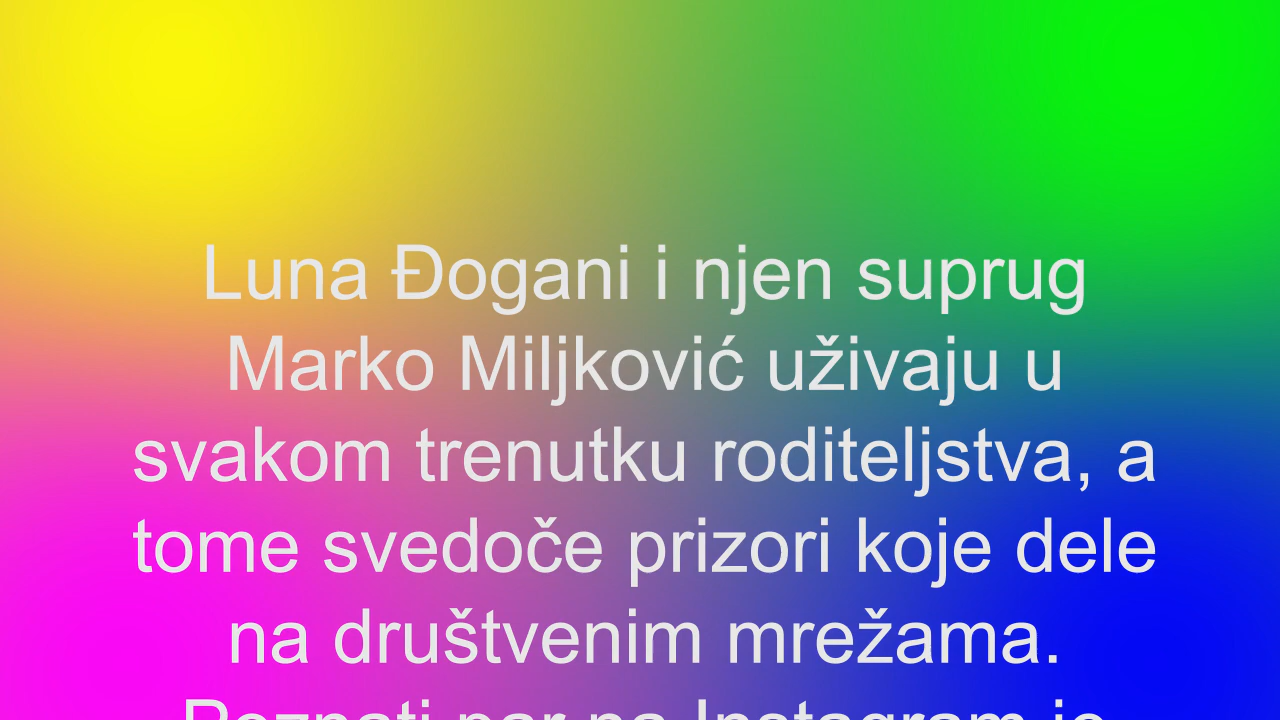 Luna Đogani i njen suprug
Marko Miljković uživaju u
svakom trenutku roditeljstva, a
tome svedoče prizori koje dele
na društvenim mrežama.
Poznati par na Instagram je